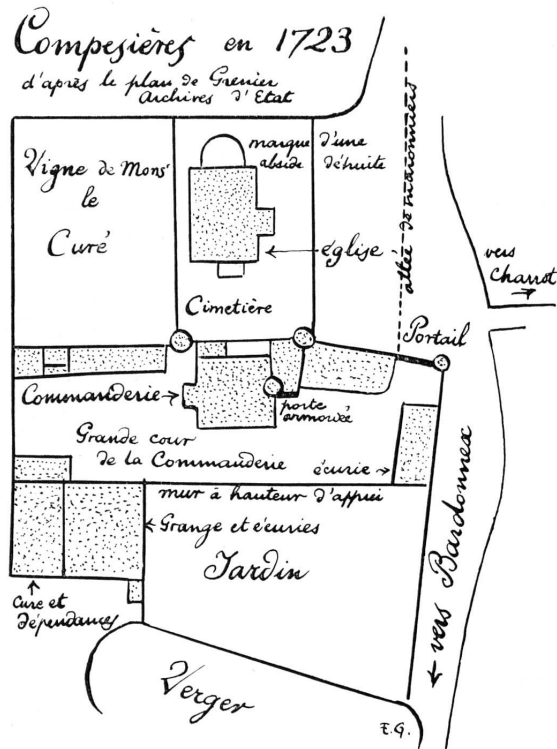 Compesières en 1723
d'après le plan de Grenier
Archives d'Etat
Vigne de Monsʳ
le
Curé
marque d'une
abside détruite
église
allée de maronniers
vers
Charrot
Cimetière
Portail
Commanderie
porte
armoriée
Grande cour
de la Commanderie
écurie
mur à hauteur d'appui
Grange et écuries
Jardin
Cure et
dépendances
vers Bardonnex
Verger
E.G.